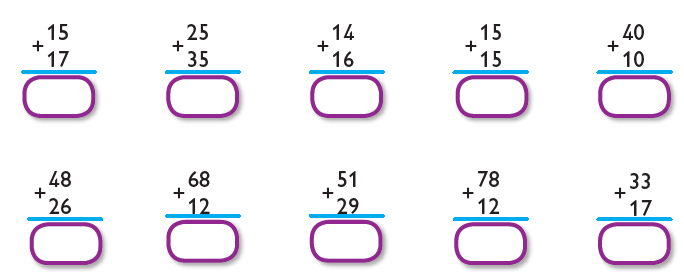 15 25 14 15 40
+ + + + +
17 35 16 15 10
48 68 51 78 33
+ + + + +
26 12 29 12 17